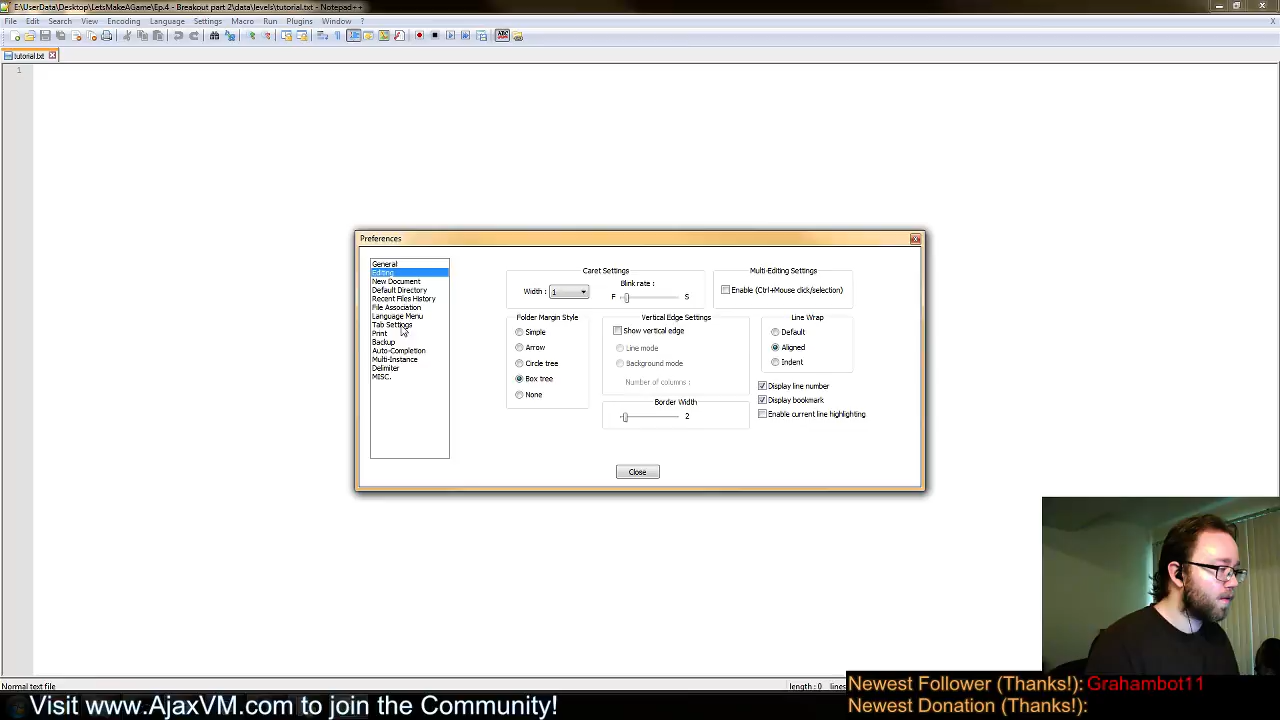 E:\UserData\Desktop\LetsMakeAGame\Ep.4 - Breakout part 2\data\levels\tutorial.txt - Notepad++
File Edit Search View Encoding Language Settings Macro Run Plugins Window ? X
tutorial.txt
1
Preferences
General
Editing
New Document
Default Directory
Recent Files History
File Association
Language Menu
Tab Settings
Print
Backup
Auto-Completion
Multi-Instance
Delimiter
MISC.
Caret Settings
Width : 1
Blink rate :
F S
Multi-Editing Settings
Enable (Ctrl+Mouse click/selection)
Folder Margin Style
Simple
Arrow
Circle tree
Box tree
None
Vertical Edge Settings
Show vertical edge
Line mode
Background mode
Number of columns :
Border Width
2
Line Wrap
Default
Aligned
Indent
Display line number
Display bookmark
Enable current line highlighting
Close
Normal text file
length : 0 lines
Visit www.AjaxVM.com to join the Community!
Newest Follower (Thanks!): Grahambot11
Newest Donation (Thanks!):